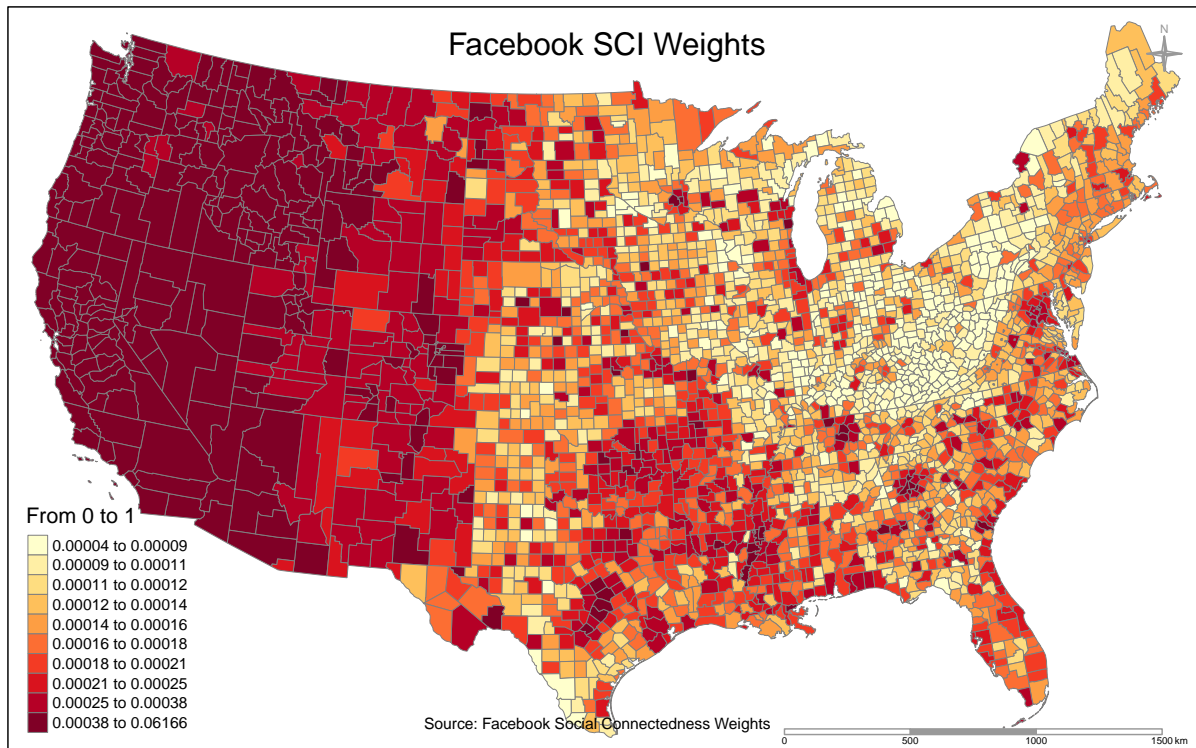 Facebook SCI Weights
N
From 0 to 1
0.00004 to 0.00009
0.00009 to 0.00011
0.00011 to 0.00012
0.00012 to 0.00014
0.00014 to 0.00016
0.00016 to 0.00018
0.00018 to 0.00021
0.00021 to 0.00025
0.00025 to 0.00038
0.00038 to 0.06166
Source: Facebook Social Connectedness Weights
0 500 1000 1500 km